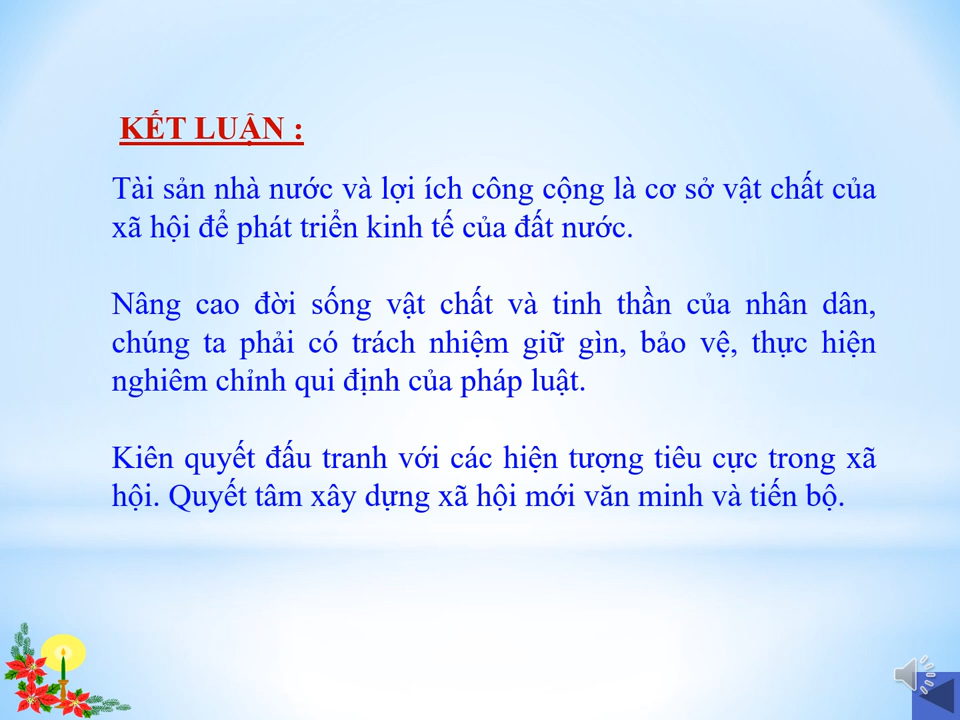 KẾT LUẬN :
Tài sản nhà nước và lợi ích công cộng là cơ sở vật chất của
xã hội để phát triển kinh tế của đất nước.
Nâng cao đời sống vật chất và tinh thần của nhân dân,
chúng ta phải có trách nhiệm giữ gìn, bảo vệ, thực hiện
nghiêm chỉnh qui định của pháp luật.
Kiên quyết đấu tranh với các hiện tượng tiêu cực trong xã
hội. Quyết tâm xây dựng xã hội mới văn minh và tiến bộ.